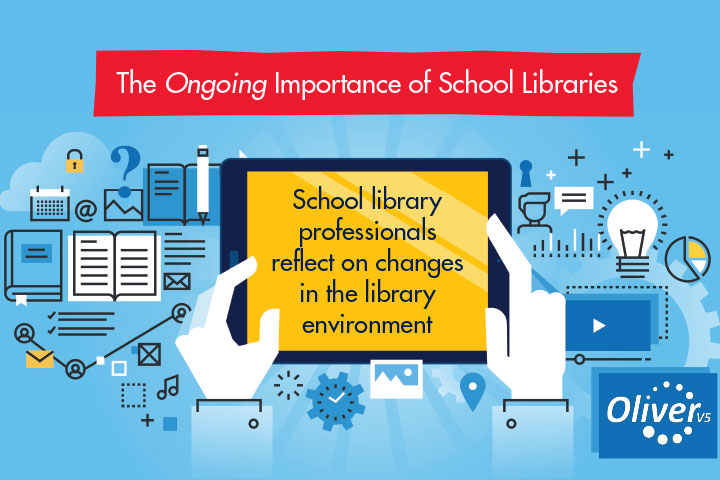 The Ongoing Importance of School Libraries
?
@
School library
professionals
reflect on changes
in the library
environment
Oliver V5